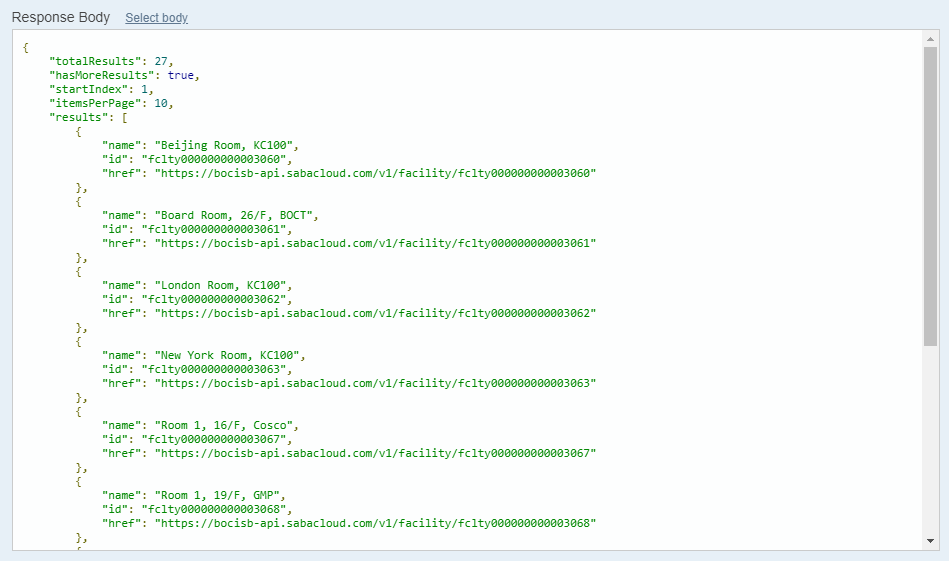 Response Body Select body
{
"totalResults": 27,
"hasMoreResults": true,
"startIndex": 1,
"itemsPerPage": 10,
"results": [
{
"name": "Beijing Room, KC100",
"id": "fclty000000000003060",
"href": "https://bocisb-api.sabacloud.com/v1/facility/fclty000000000003060"
},
{
"name": "Board Room, 26/F, BOCT",
"id": "fclty000000000003061",
"href": "https://bocisb-api.sabacloud.com/v1/facility/fclty000000000003061"
},
{
"name": "London Room, KC100",
"id": "fclty000000000003062",
"href": "https://bocisb-api.sabacloud.com/v1/facility/fclty000000000003062"
},
{
"name": "New York Room, KC100",
"id": "fclty000000000003063",
"href": "https://bocisb-api.sabacloud.com/v1/facility/fclty000000000003063"
},
{
"name": "Room 1, 16/F, Cosco",
"id": "fclty000000000003067",
"href": "https://bocisb-api.sabacloud.com/v1/facility/fclty000000000003067"
},
{
"name": "Room 1, 19/F, GMP",
"id": "fclty000000000003068",
"href": "https://bocisb-api.sabacloud.com/v1/facility/fclty000000000003068"
},
{